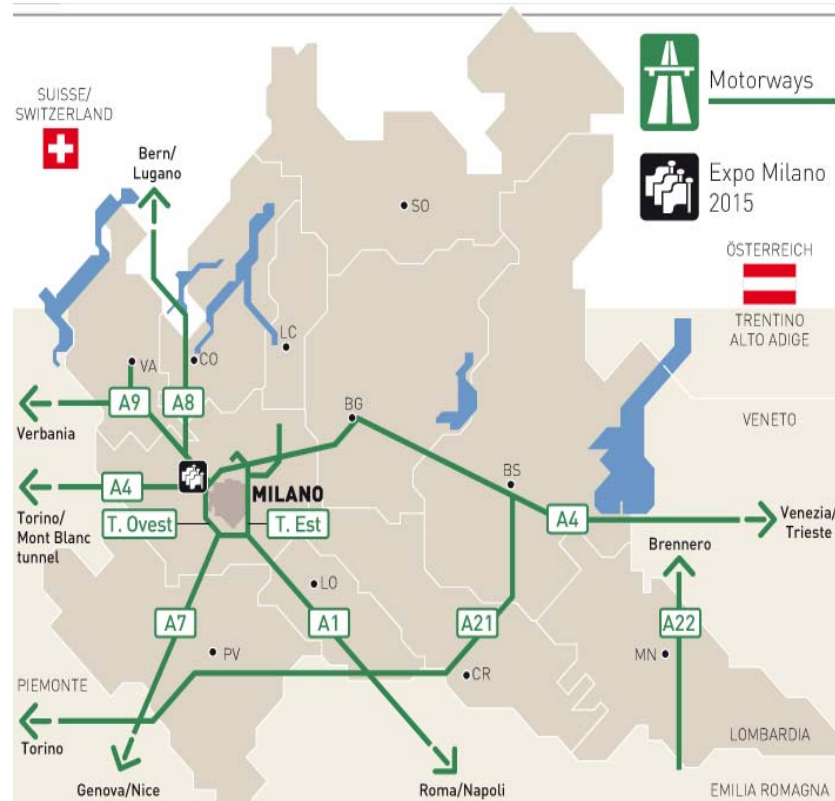 Motorways
SUISSE/
SWITZERLAND
Bern/
Lugano
Expo Milano
2015
SO
ÖSTERREICH
TRENTINO
ALTO ADIGE
LC
VA
CO
A9
A8
BG
VENETO
Verbania
BS
A4
MILANO
Torino/
Mont Blanc
tunnel
T. Ovest
T. Est
A4
Venezia/
Trieste
Brennero
LO
A7
A1
A21
A22
PV
MN
CR
PIEMONTE
Torino
LOMBARDIA
Genova/Nice
Roma/Napoli
EMILIA ROMAGNA